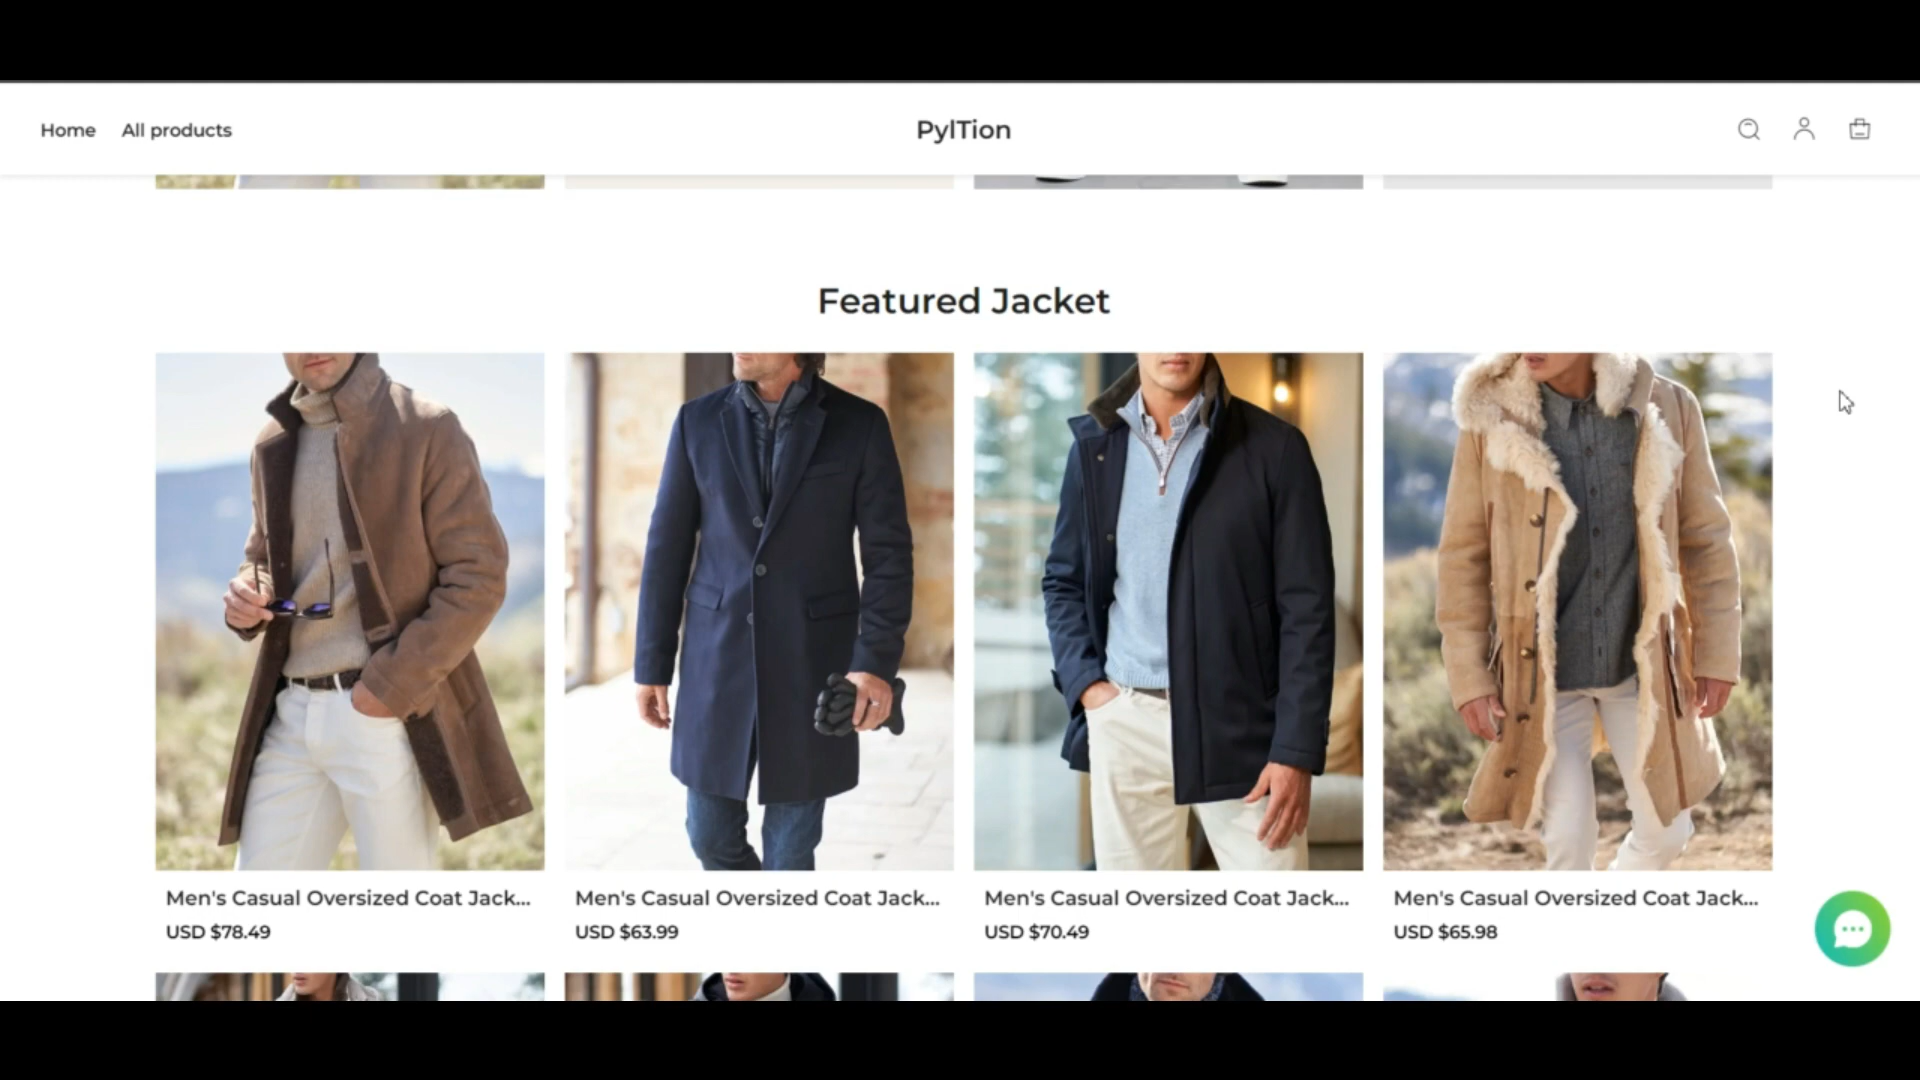 Home All products PylTion
Featured Jacket
Men's Casual Oversized Coat Jack... Men's Casual Oversized Coat Jack... Men's Casual Oversized Coat Jack... Men's Casual Oversized Coat Jack...
USD $78.49 USD $63.99 USD $70.49 USD $65.98